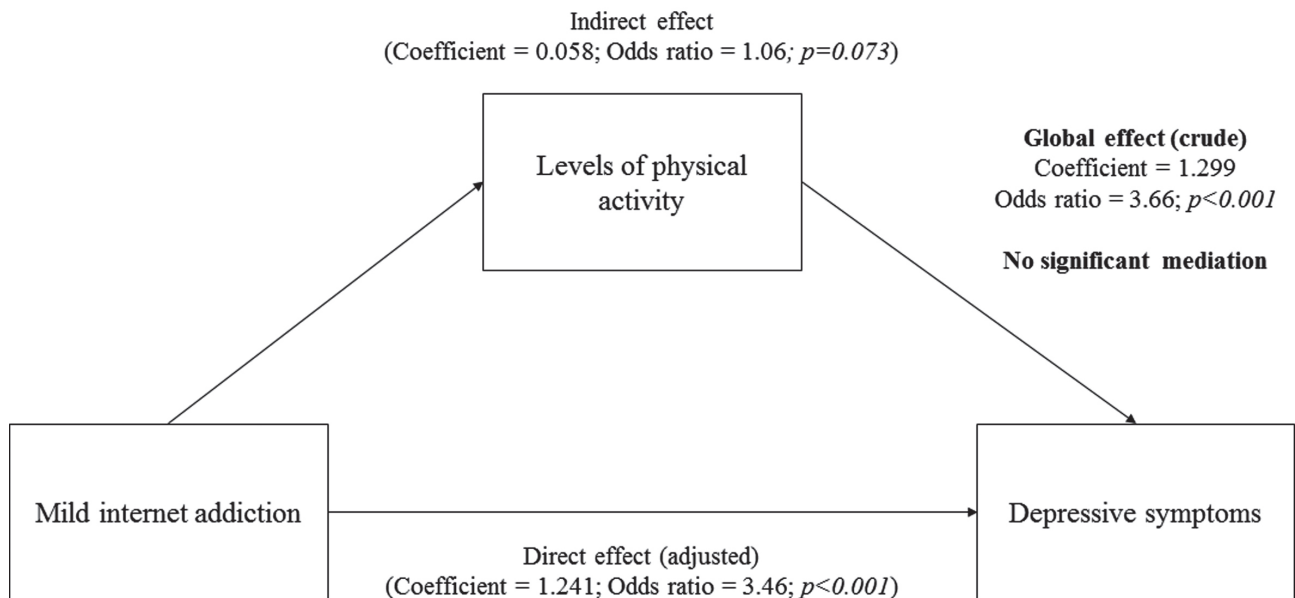 Indirect effect
(Coefficient = 0.058; Odds ratio = 1.06; p=0.073)
Levels of physical
activity
Global effect (crude)
Coefficient = 1.299
Odds ratio = 3.66; p<0.001
No significant mediation
Mild internet addiction
Depressive symptoms
Direct effect (adjusted)
(Coefficient = 1.241; Odds ratio = 3.46; p<0.001)